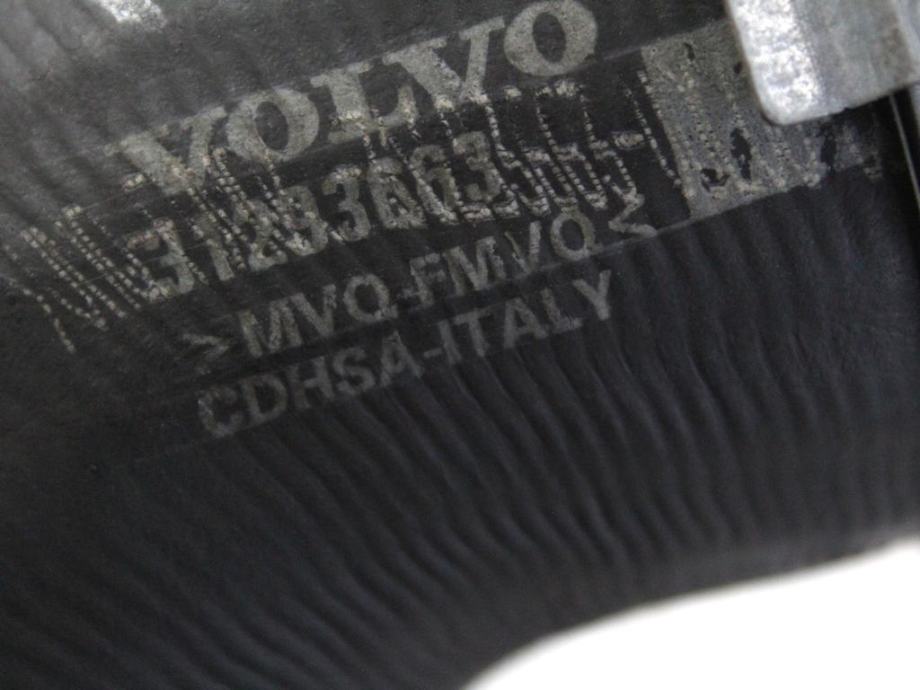 VOLVO
31293663
>MVQ-FMVQ<
CDHSA-ITALY